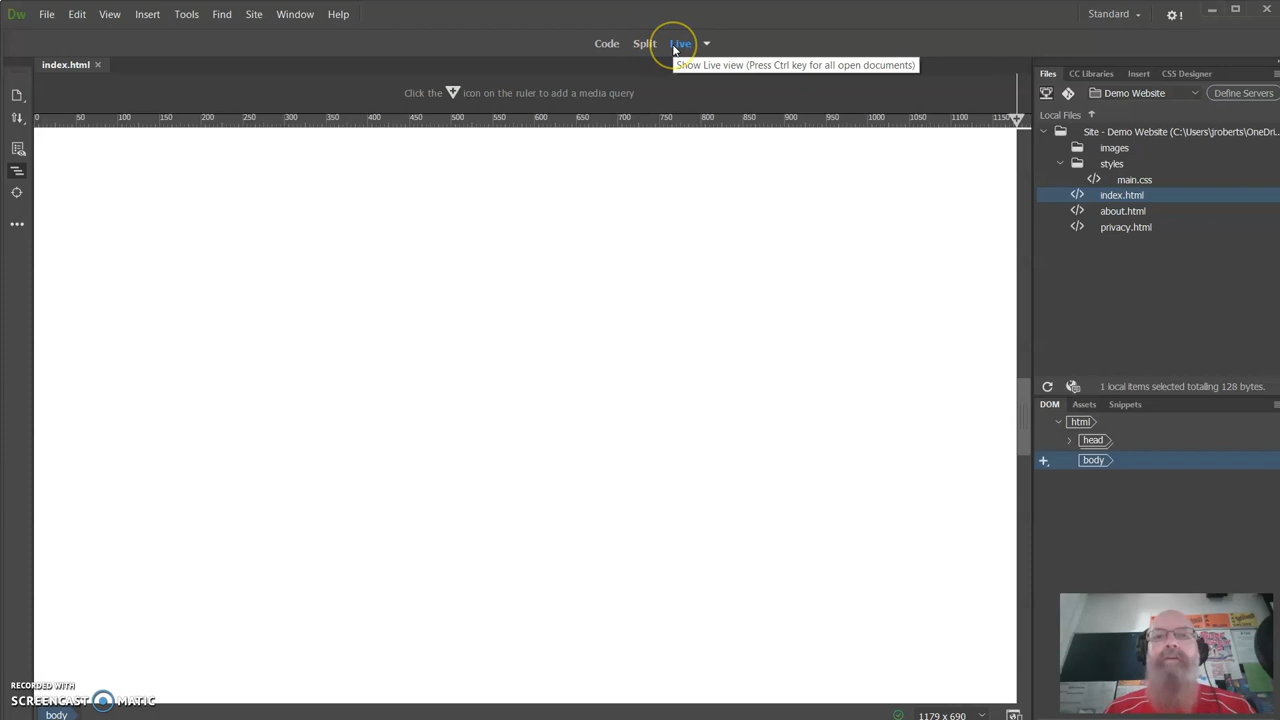 Dw File Edit View Insert Tools Find Site Window Help Standard
Code Split Live
index.html ×
Show Live view (Press Ctrl key for all open documents)
Click the icon on the ruler to add a media query
0 50 100 150 200 250 300 350 400 450 500 550 600 650 700 750 800 850 900 950 1000 1050 1100 1150
Files CC Libraries Insert CSS Designer
Demo Website Define Servers
Local Files
Site - Demo Website (C:\Users\jroberts\OneDri...
images
styles
main.css
index.html
about.html
privacy.html
1 local items selected totalling 128 bytes.
DOM Assets Snippets
html
head
body
RECORDED WITH
SCREENCAST MATIC
body 1179 x 690